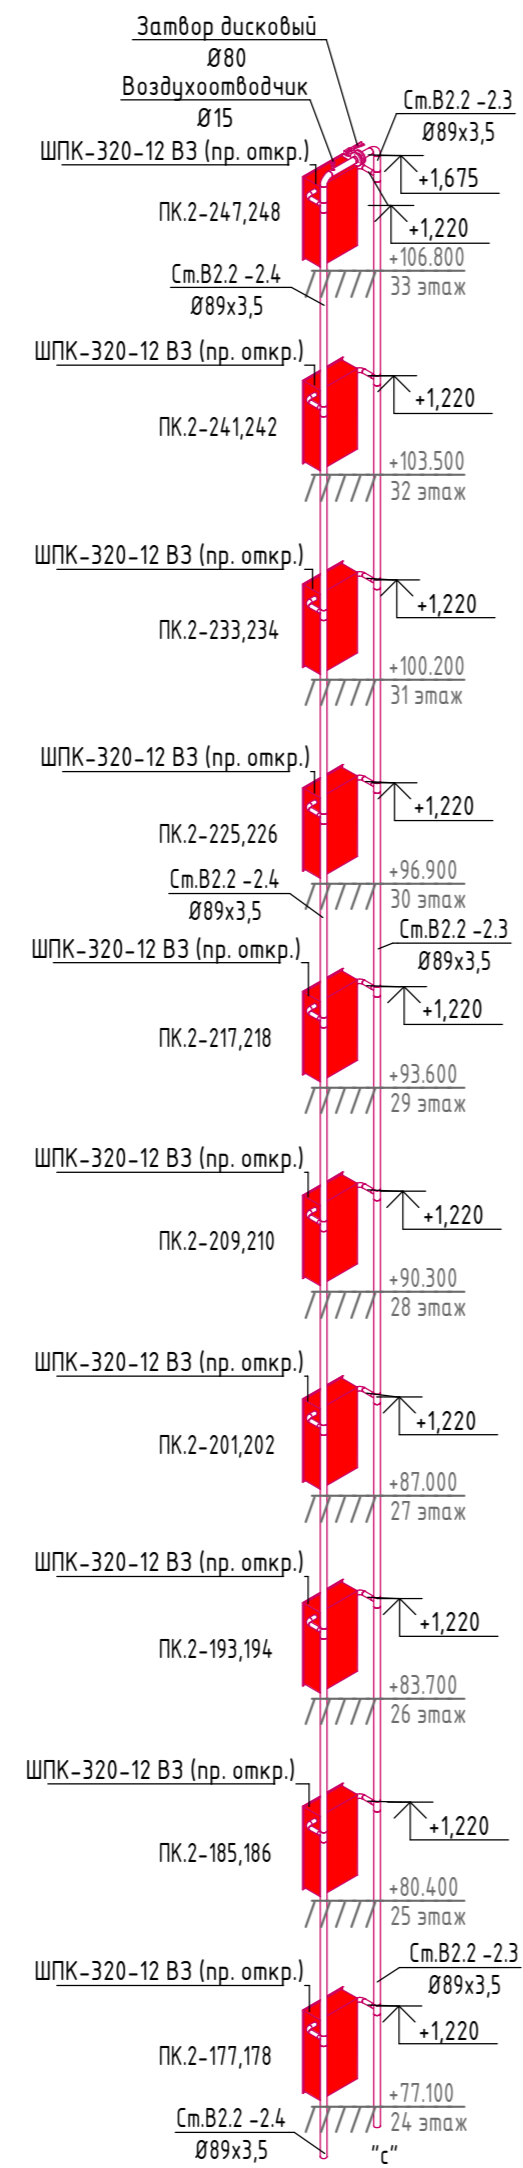 Затвор дисковый
Ø80
Воздухоотводчик
Ø15
Ст.В2.2 -2.3
Ø89х3,5
ШПК-320-12 ВЗ (пр. откр.)
+1,675
ПК.2-247,248
+1,220
+106.800
33 этаж
Ст.В2.2 -2.4
Ø89х3,5
ШПК-320-12 ВЗ (пр. откр.)
+1,220
ПК.2-241,242
+103.500
32 этаж
ШПК-320-12 ВЗ (пр. откр.)
+1,220
ПК.2-233,234
+100.200
31 этаж
ШПК-320-12 ВЗ (пр. откр.)
+1,220
ПК.2-225,226
+96.900
30 этаж
Ст.В2.2 -2.4
Ø89х3,5
Ст.В2.2 -2.3
Ø89х3,5
ШПК-320-12 ВЗ (пр. откр.)
+1,220
ПК.2-217,218
+93.600
29 этаж
ШПК-320-12 ВЗ (пр. откр.)
+1,220
ПК.2-209,210
+90.300
28 этаж
ШПК-320-12 ВЗ (пр. откр.)
+1,220
ПК.2-201,202
+87.000
27 этаж
ШПК-320-12 ВЗ (пр. откр.)
+1,220
ПК.2-193,194
+83.700
26 этаж
ШПК-320-12 ВЗ (пр. откр.)
+1,220
ПК.2-185,186
+80.400
25 этаж
Ст.В2.2 -2.3
Ø89х3,5
ШПК-320-12 ВЗ (пр. откр.)
+1,220
ПК.2-177,178
+77.100
24 этаж
Ст.В2.2 -2.4
Ø89х3,5
"с"